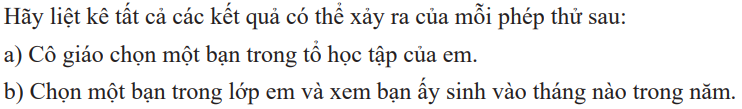 Hãy liệt kê tất cả các kết quả có thể xảy ra của mỗi phép thử sau:
a) Cô giáo chọn một bạn trong tổ học tập của em.
b) Chọn một bạn trong lớp em và xem bạn ấy sinh vào tháng nào trong năm.